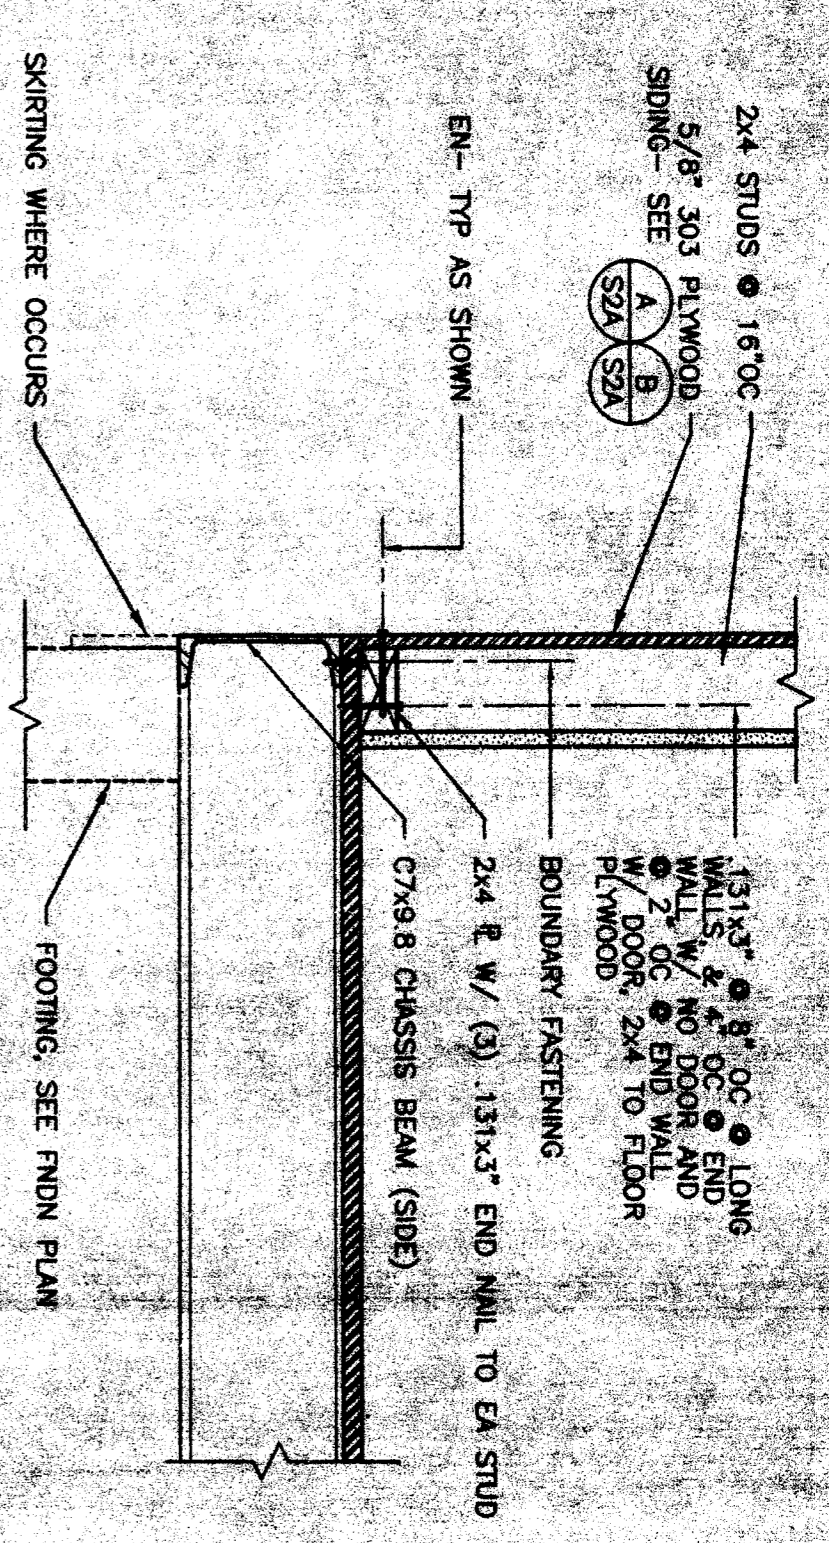 2x4 STUDS @ 16"OC
5/8" 303 PLYWOOD
SIDING- SEE
A
S2A
B
S2A
EN- TYP AS SHOWN
SKIRTING WHERE OCCURS
.131x3" @ 8" OC @ LONG
WALLS, & 4" OC @ END
WALL W/ NO DOOR AND
@ 2" OC @ END WALL
W/ DOOR, 2x4 TO FLOOR
PLYWOOD
BOUNDARY FASTENING
2x4 PL W/ (3) .131x3" END NAIL TO EA STUD
C7x9.8 CHASSIS BEAM (SIDE)
FOOTING, SEE FNDN PLAN